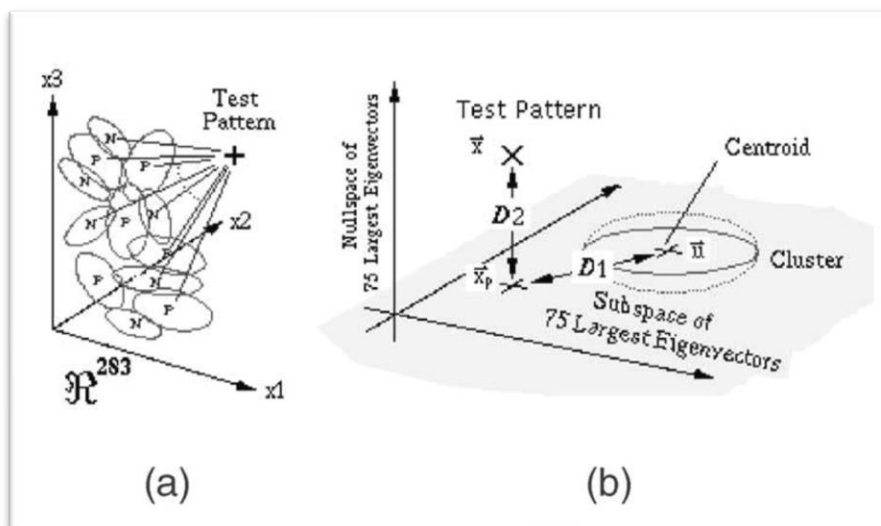 x3
Test
Pattern
N
P
P
N
N
P
N
P
P
N
N
P
x2
x1
ℜ283
(a)
Nullspace of
75 Largest Eigenvectors
Test Pattern
x⃗
D2
x⃗p
D1
Centroid
u⃗
Cluster
Subspace of
75 Largest Eigenvectors
(b)